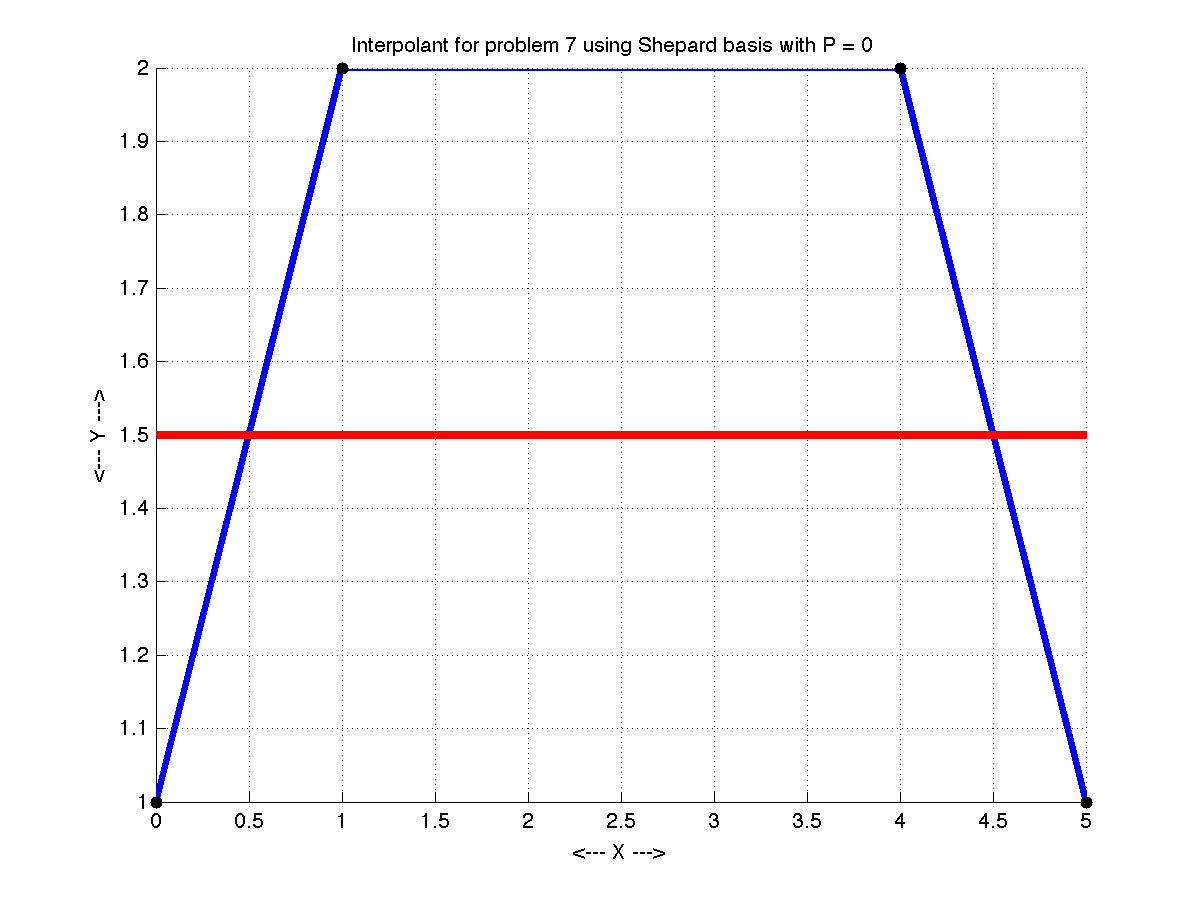 Interpolant for problem 7 using Shepard basis with P = 0
2
1.9
1.8
1.7
1.6
1.5
1.4
1.3
1.2
1.1
1
<--- Y --->
0 0.5 1 1.5 2 2.5 3 3.5 4 4.5 5
<--- X --->